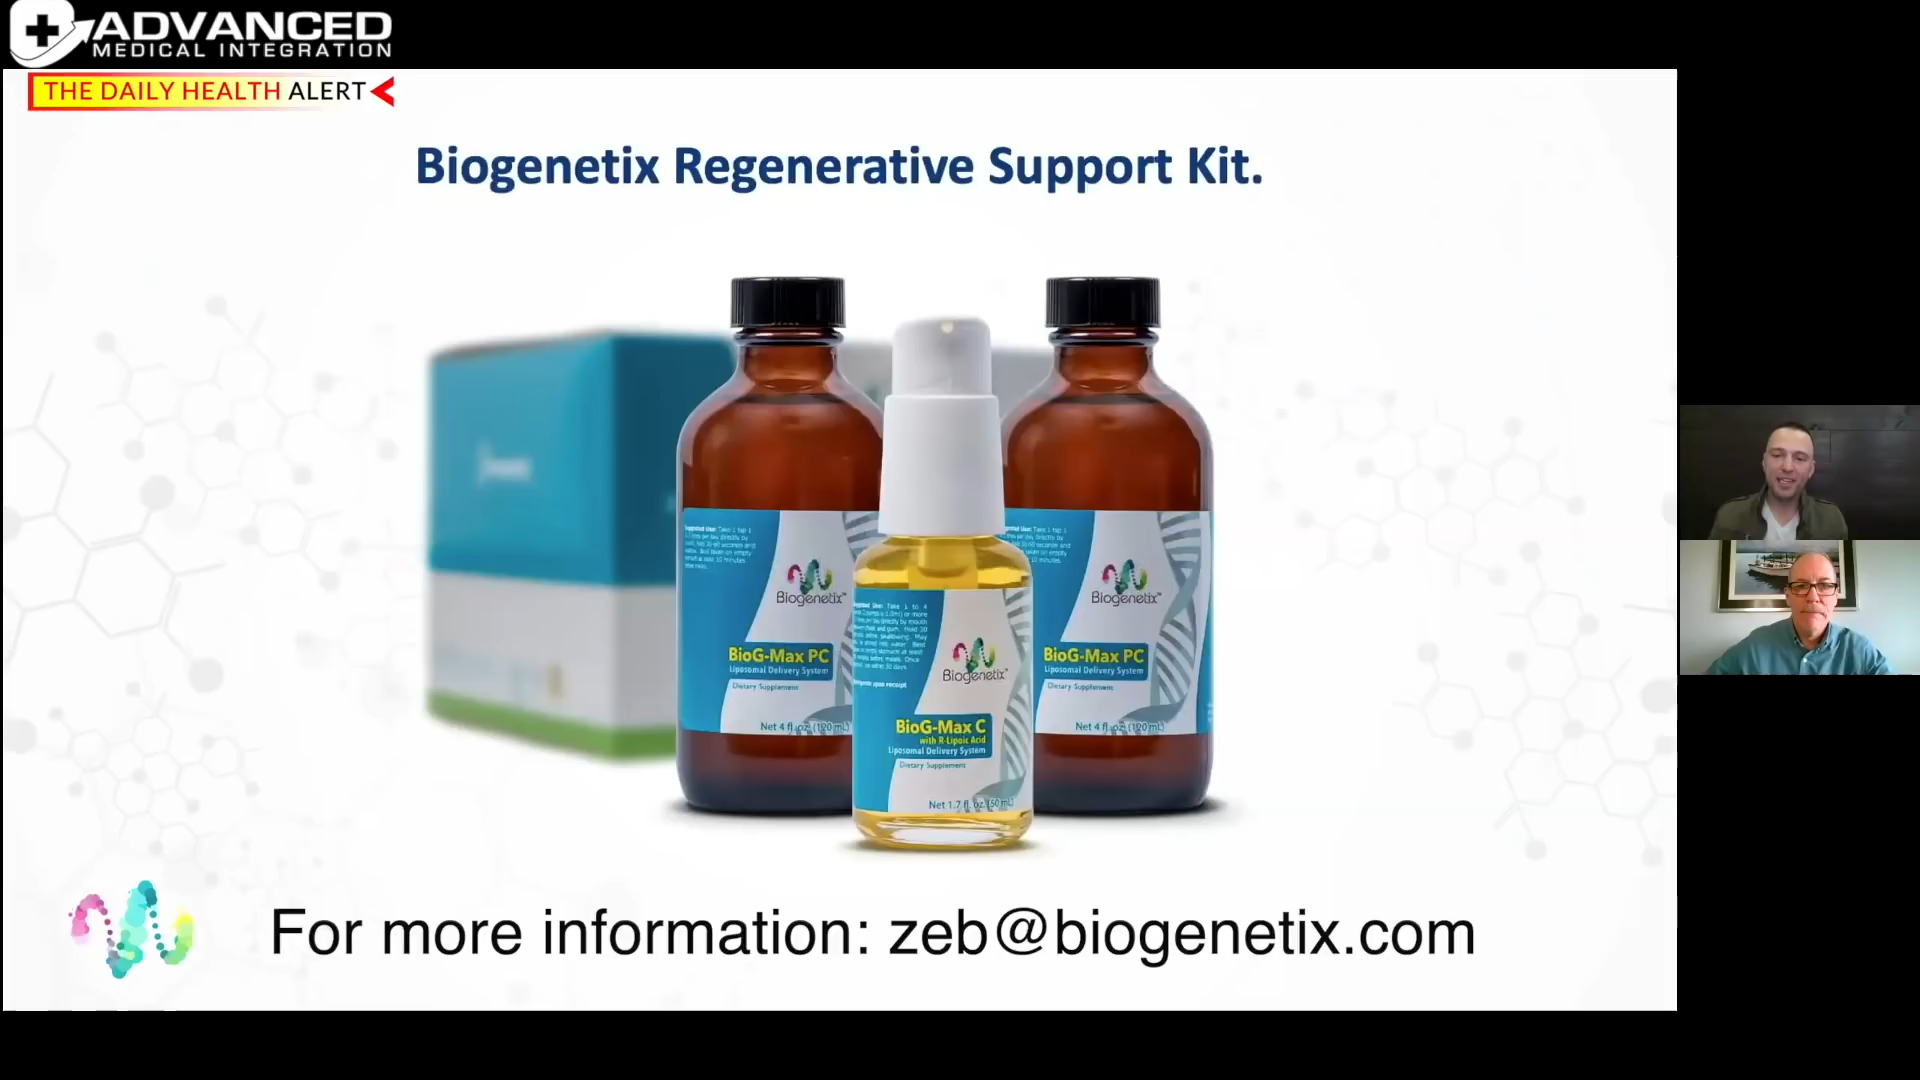 ADVANCED
MEDICAL INTEGRATION
THE DAILY HEALTH ALERT
Biogenetix Regenerative Support Kit.
Biogenetix™
BioG-Max PC
Liposomal Delivery System
Dietary Supplement
Net 4 fl. oz. (120 mL)
Biogenetix™
BioG-Max C
with R-Lipoic Acid
Liposomal Delivery System
Dietary Supplement
Net 1.7 fl. oz. (50 mL)
Biogenetix™
BioG-Max PC
Liposomal Delivery System
Dietary Supplement
Net 4 fl. oz. (120 mL)
For more information: zeb@biogenetix.com